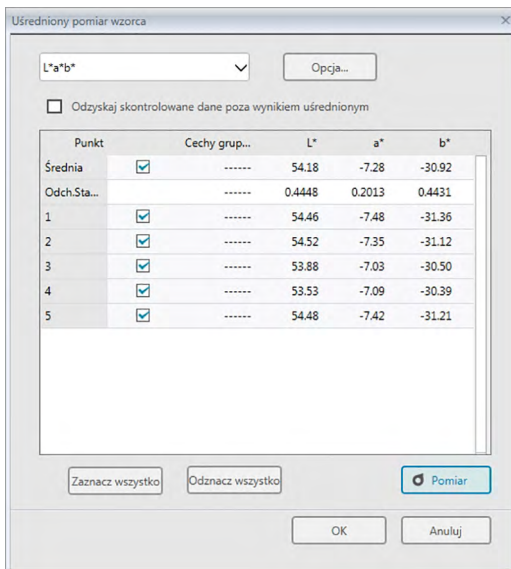 Uśredniony pomiar wzorca
L*a*b*
Opcja...
Odzyskaj skontrolowane dane poza wynikiem uśrednionym
Punkt Cechy grup... L* a* b*
Średnia ------ 54.18 -7.28 -30.92
Odch.Sta... ------ 0.4448 0.2013 0.4431
1 ------ 54.46 -7.48 -31.36
2 ------ 54.52 -7.35 -31.12
3 ------ 53.88 -7.03 -30.50
4 ------ 53.53 -7.09 -30.39
5 ------ 54.48 -7.42 -31.21
Zaznacz wszystko Odznacz wszystko Pomiar
OK Anuluj